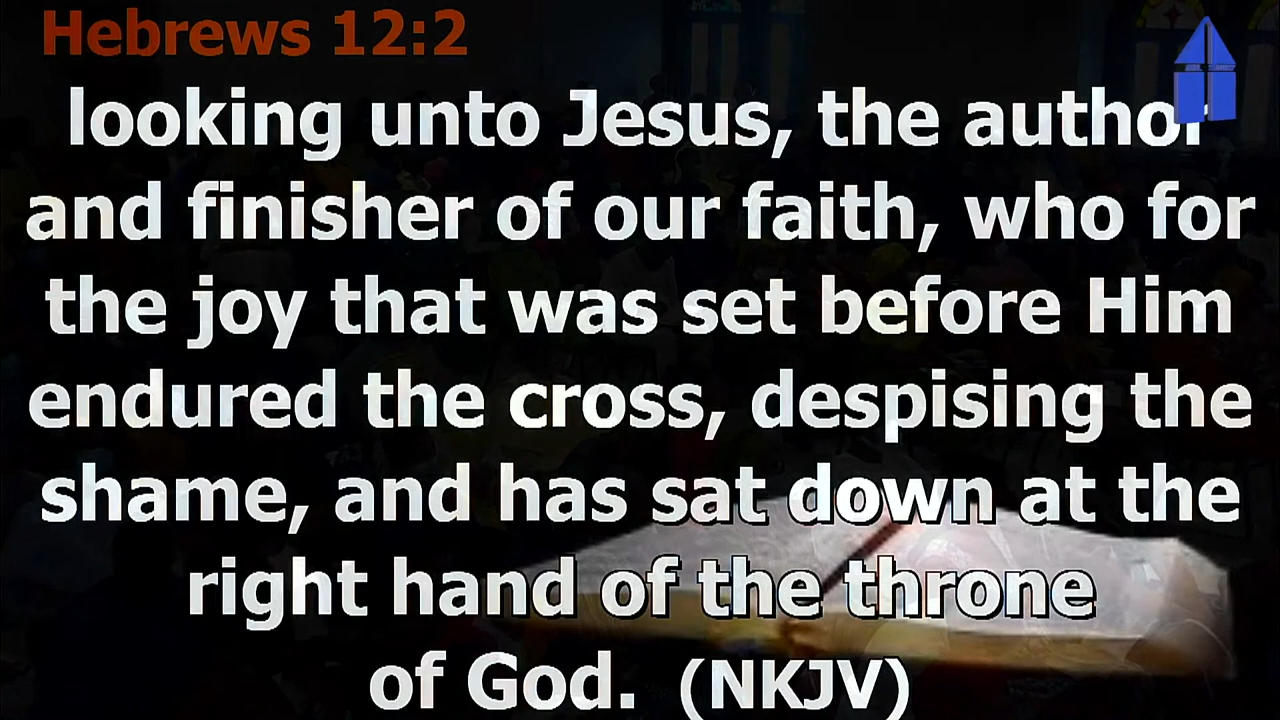 Hebrews 12:2
looking unto Jesus, the author
and finisher of our faith, who for
the joy that was set before Him
endured the cross, despising the
shame, and has sat down at the
right hand of the throne
of God. (NKJV)